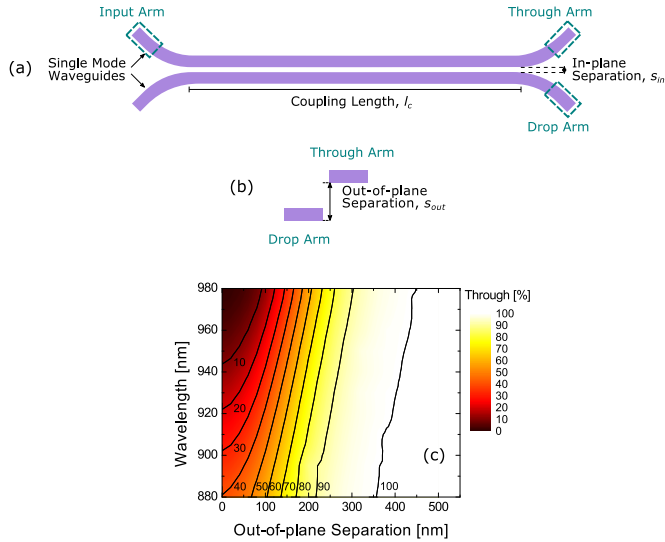 Input Arm
Through Arm
(a)
Single Mode
Waveguides
In-plane
Separation, s_in
Coupling Length, l_c
Drop Arm
Through Arm
(b)
Out-of-plane
Separation, s_out
Drop Arm
Through [%]
980
960
940
920
900
880
Wavelength [nm]
10
20
30
40
50
60
70
80
90
100
(c)
100
90
80
70
60
50
40
30
20
10
0
0
100
200
300
400
500
Out-of-plane Separation [nm]